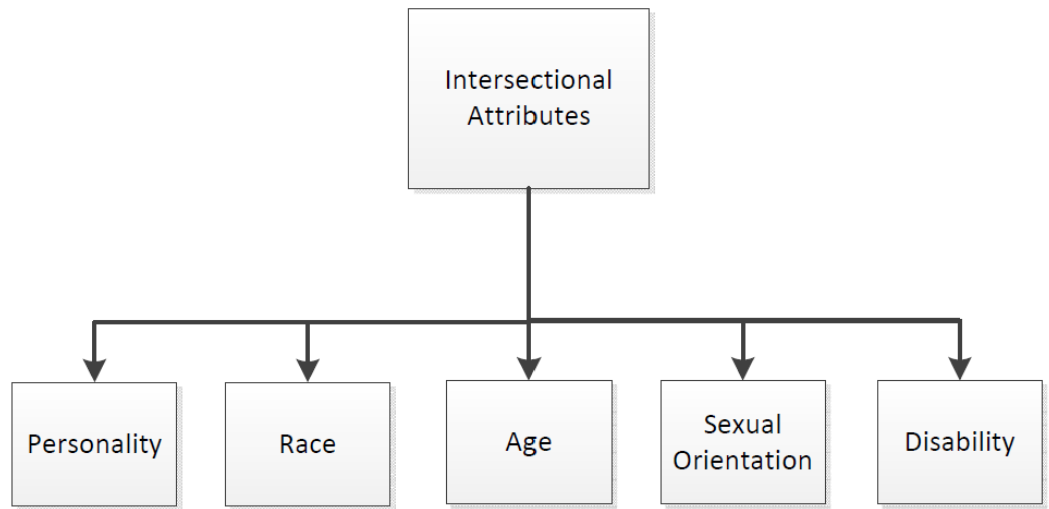 Intersectional
Attributes
Personality
Race
Age
Sexual
Orientation
Disability